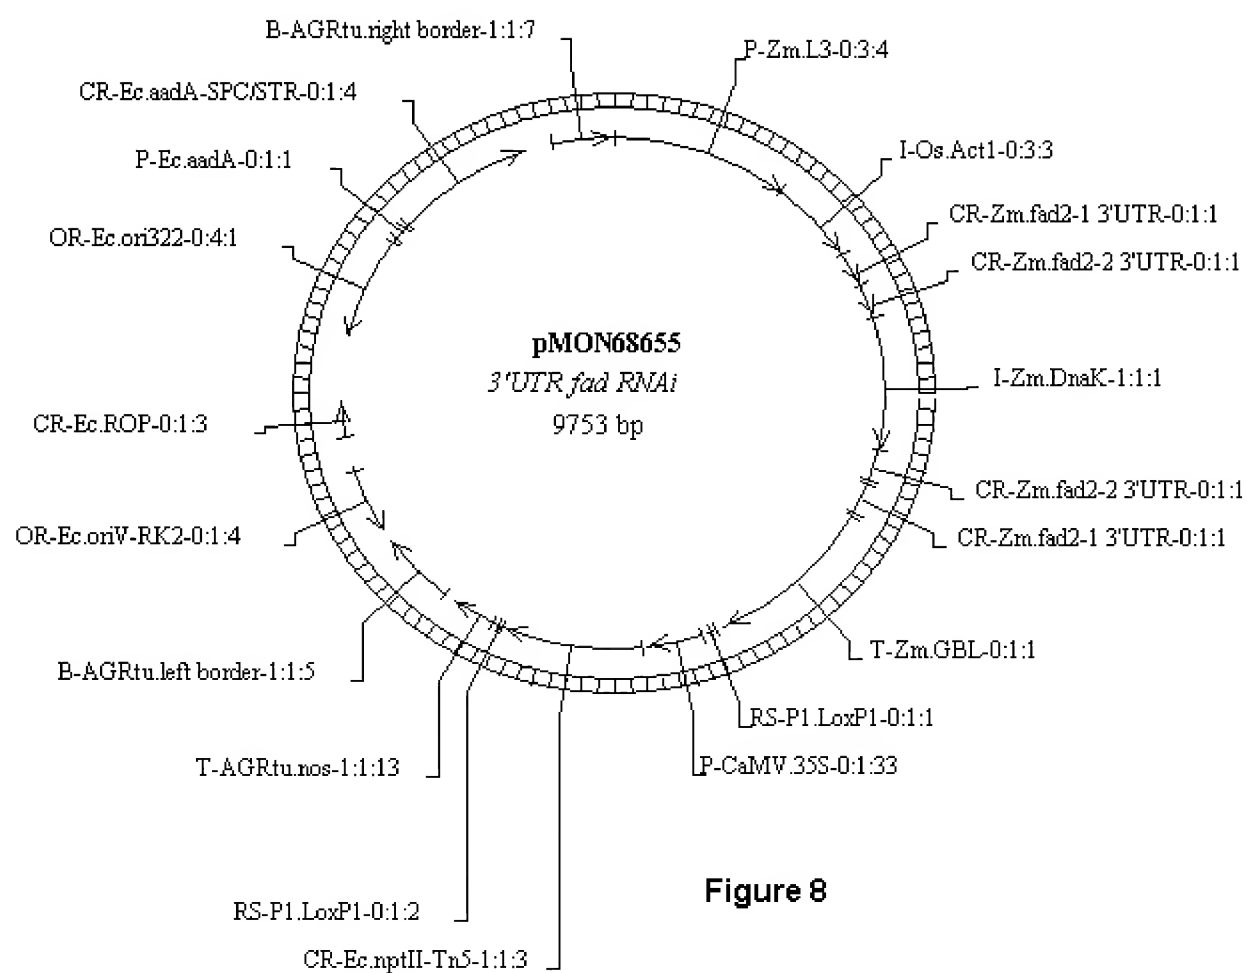 B-AGRtu.right border-1:1:7
P-Zm.L3-0:3:4
CR-Ec.aadA-SPC/STR-0:1:4
P-Ec.aadA-0:1:1
I-Os.Act1-0:3:3
CR-Zm.fad2-1 3'UTR-0:1:1
OR-Ec.ori322-0:4:1
CR-Zm.fad2-2 3'UTR-0:1:1
pMON68655
3'UTR fad RNAi
9753 bp
I-Zm.DnaK-1:1:1
CR-Ec.ROP-0:1:3
CR-Zm.fad2-2 3'UTR-0:1:1
OR-Ec.oriV-RK2-0:1:4
CR-Zm.fad2-1 3'UTR-0:1:1
T-Zm.GBL-0:1:1
B-AGRtu.left border-1:1:5
RS-P1.LoxP1-0:1:1
T-AGRtu.nos-1:1:13
P-CaMV.35S-0:1:33
Figure 8
RS-P1.LoxP1-0:1:2
CR-Ec.nptII-Tn5-1:1:3